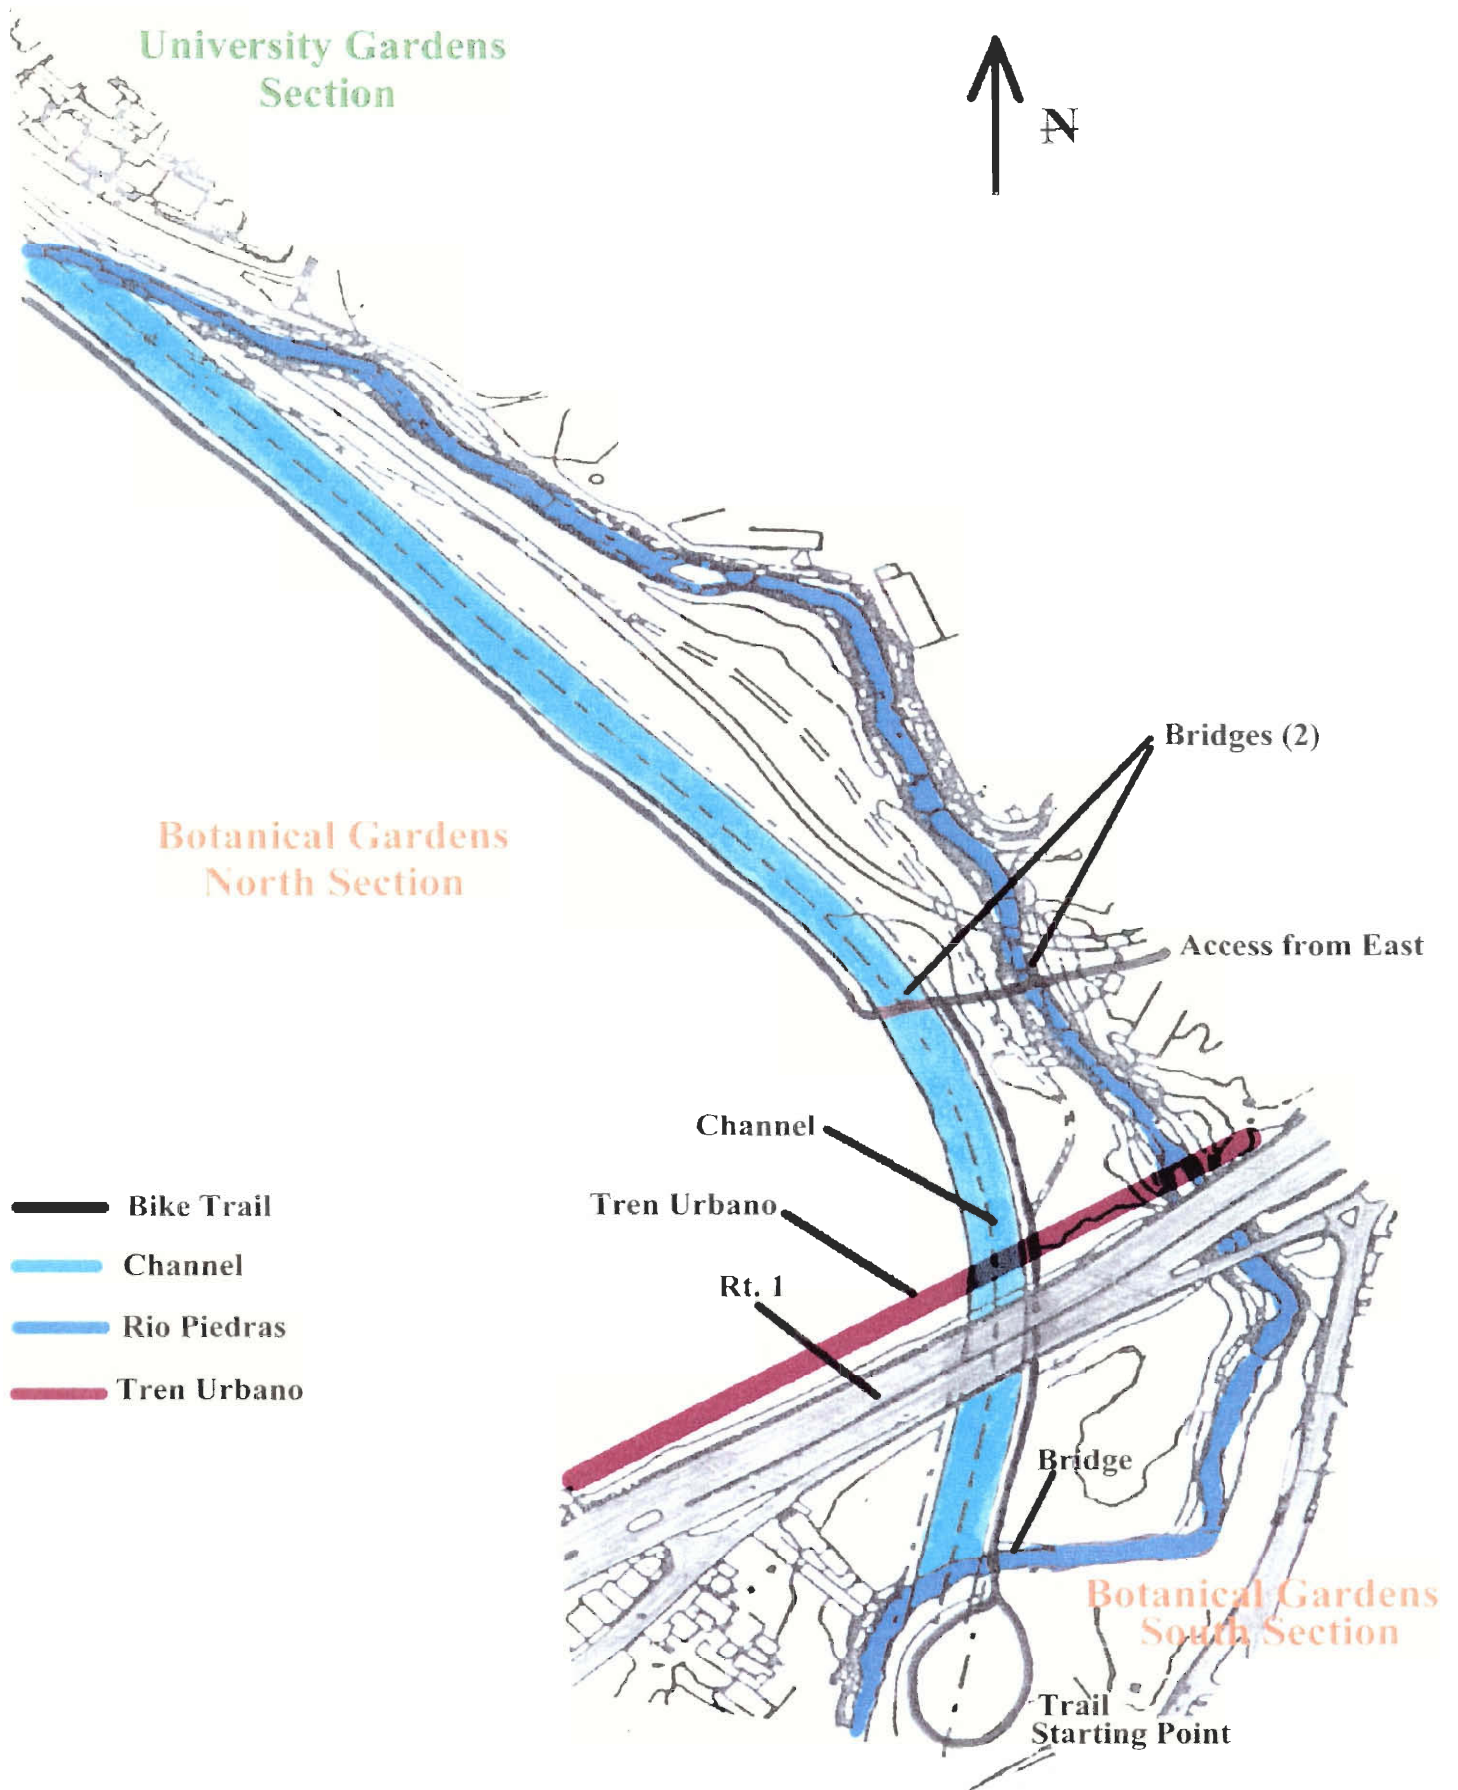 University Gardens
Section
N
Bridges (2)
Botanical Gardens
North Section
Access from East
Channel
Tren Urbano
Rt. 1
Bike Trail
Channel
Rio Piedras
Tren Urbano
Bridge
Botanical Gardens
South Section
Trail
Starting Point